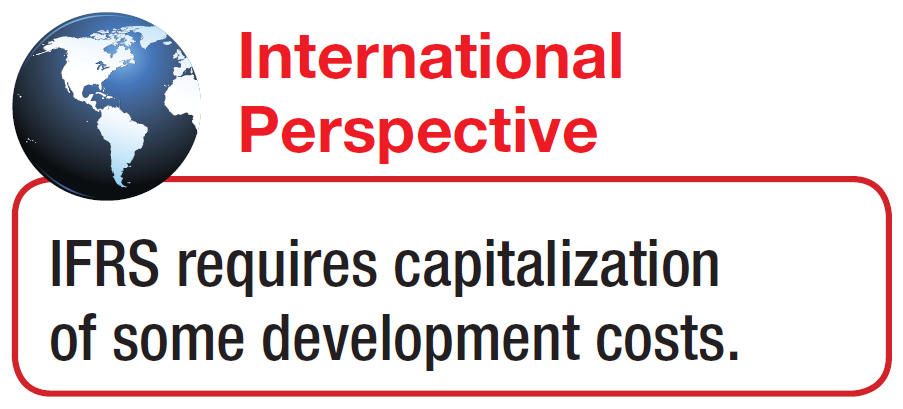 International
Perspective
IFRS requires capitalization
of some development costs.